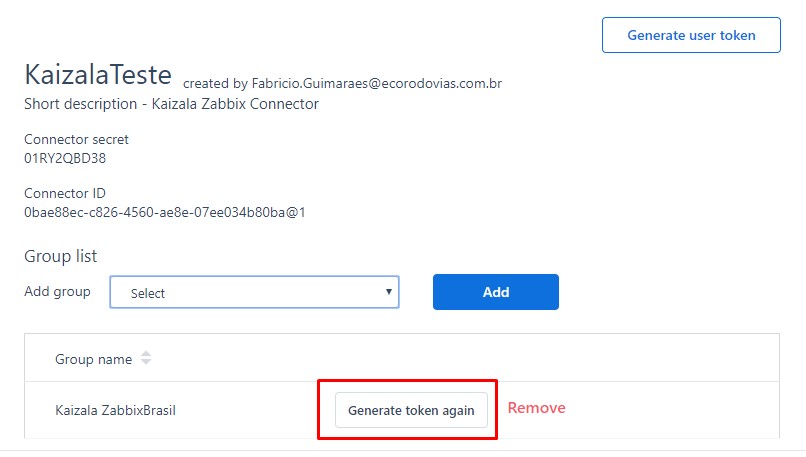 Generate user token
KaizalaTeste created by Fabricio.Guimaraes@ecorodovias.com.br
Short description - Kaizala Zabbix Connector
Connector secret
01RY2QBD38
Connector ID
0bae88ec-c826-4560-ae8e-07ee034b80ba@1
Group list
Add group Select Add
Group name
Kaizala ZabbixBrasil Generate token again Remove